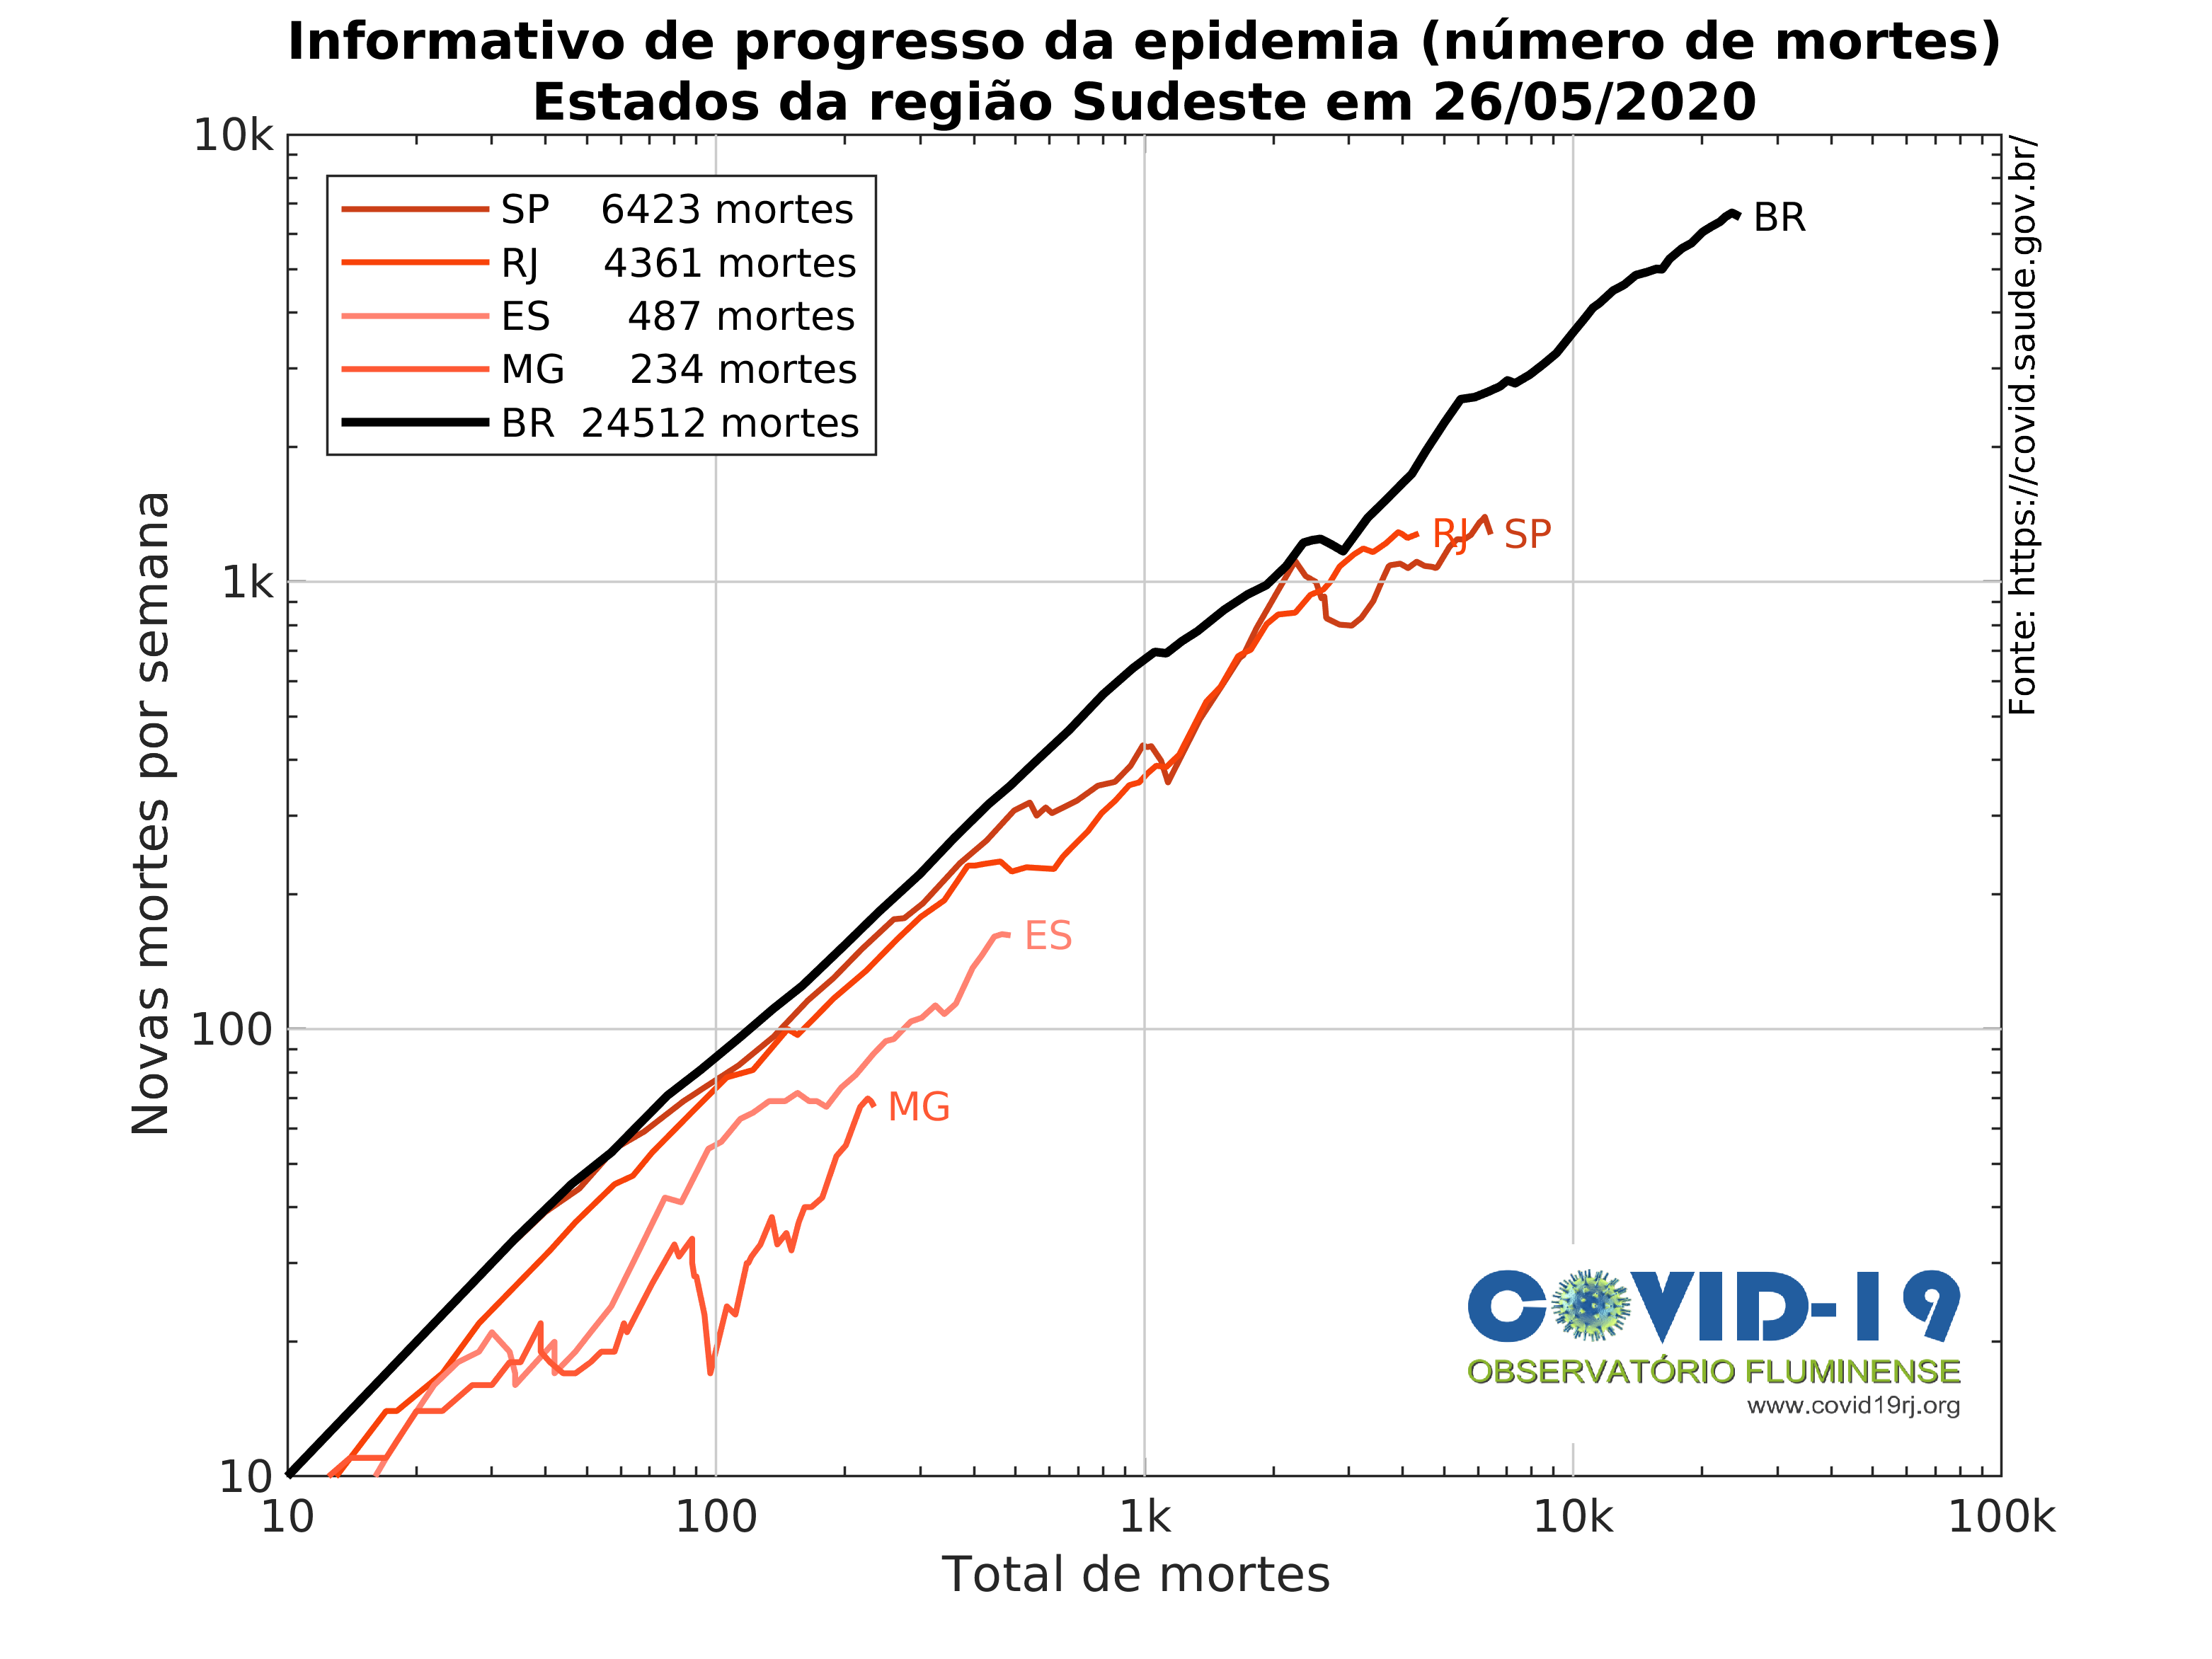 Informativo de progresso da epidemia (número de mortes)
Estados da região Sudeste em 26/05/2020
10k
1k
100
10
Novas mortes por semana
SP 6423 mortes
RJ 4361 mortes
ES 487 mortes
MG 234 mortes
BR 24512 mortes
BR
RJ
SP
ES
MG
Fonte: https://covid.saude.gov.br/
COVID-19
OBSERVATÓRIO FLUMINENSE
www.covid19rj.org
10
100
1k
10k
100k
Total de mortes